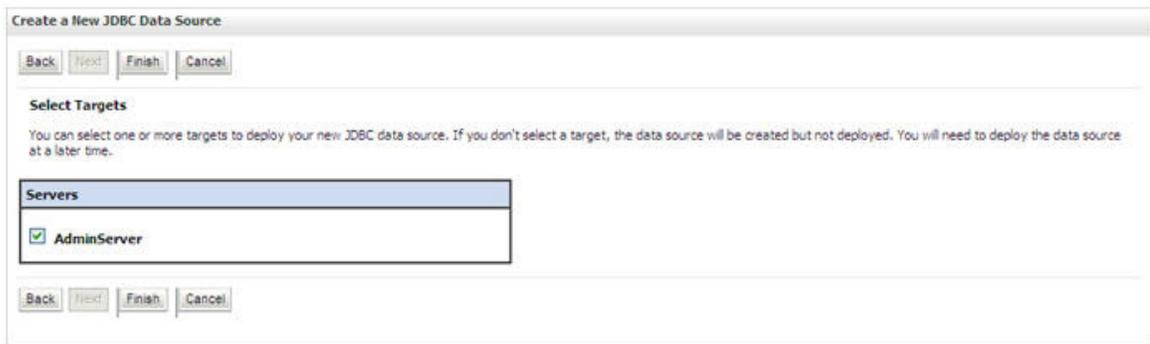 Create a New JDBC Data Source
Back Next Finish Cancel
Select Targets
You can select one or more targets to deploy your new JDBC data source. If you don't select a target, the data source will be created but not deployed. You will need to deploy the data source
at a later time.
Servers
AdminServer
Back Next Finish Cancel